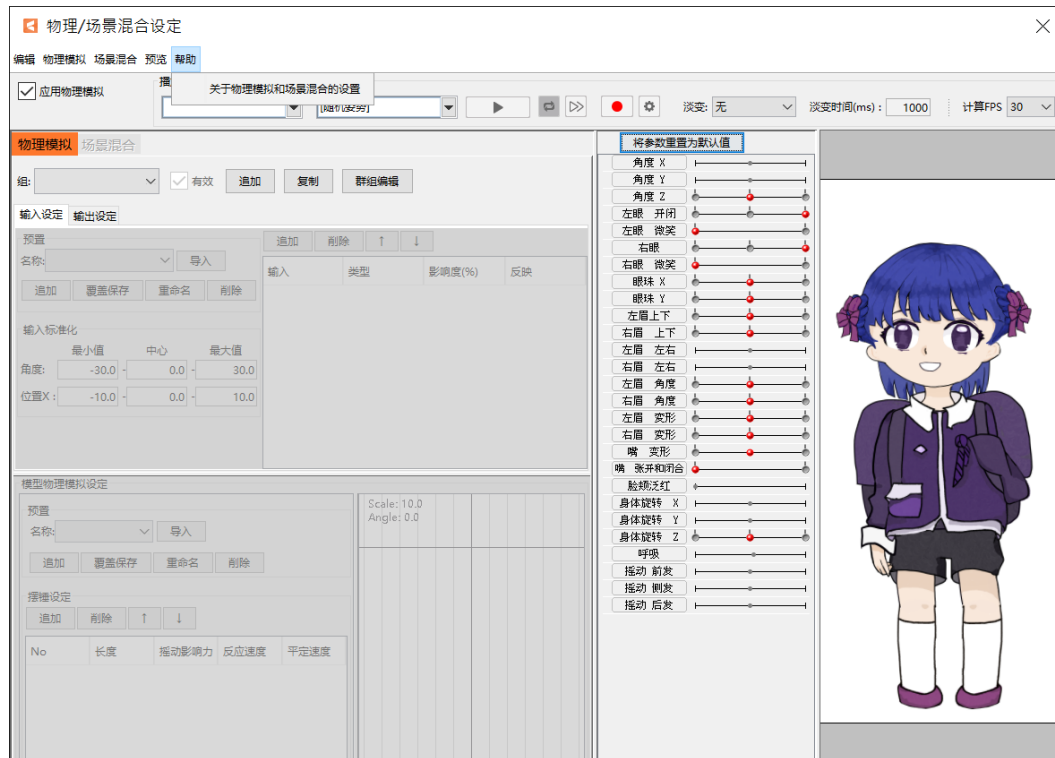 物理/场景混合设定
编辑 物理模拟 场景混合 预览 帮助
关于物理模拟和场景混合的设置
应用物理模拟
淡变: 无 淡变时间(ms) : 1000 计算FPS 30
物理模拟 场景混合
组: 有效 追加 复制 群组编辑
输入设定 输出设定
预置
名称: 导入
追加 覆盖保存 重命名 删除
输入标准化
最小值 中心 最大值
角度: -30.0 - 0.0 - 30.0
位置X : -10.0 - 0.0 - 10.0
追加 删除 ↑ ↓
输入 类型 影响度(%) 反映
模型物理模拟设定
预置
名称: 导入
追加 覆盖保存 重命名 删除
摆锤设定
追加 删除 ↑ ↓
No 长度 摇动影响力 反应速度 平定速度
Scale: 10.0
Angle: 0.0
将参数重置为默认值
角度 X
角度 Y
角度 Z
左眼 开闭
左眼 微笑
右眼
右眼 微笑
眼珠 X
眼珠 Y
左眉上下
右眉 上下
左眉 左右
右眉 左右
左眉 角度
右眉 角度
左眉 变形
右眉 变形
嘴 变形
嘴 张开和闭合
脸颊泛红
身体旋转 X
身体旋转 Y
身体旋转 Z
呼吸
摇动 前发
摇动 侧发
摇动 后发